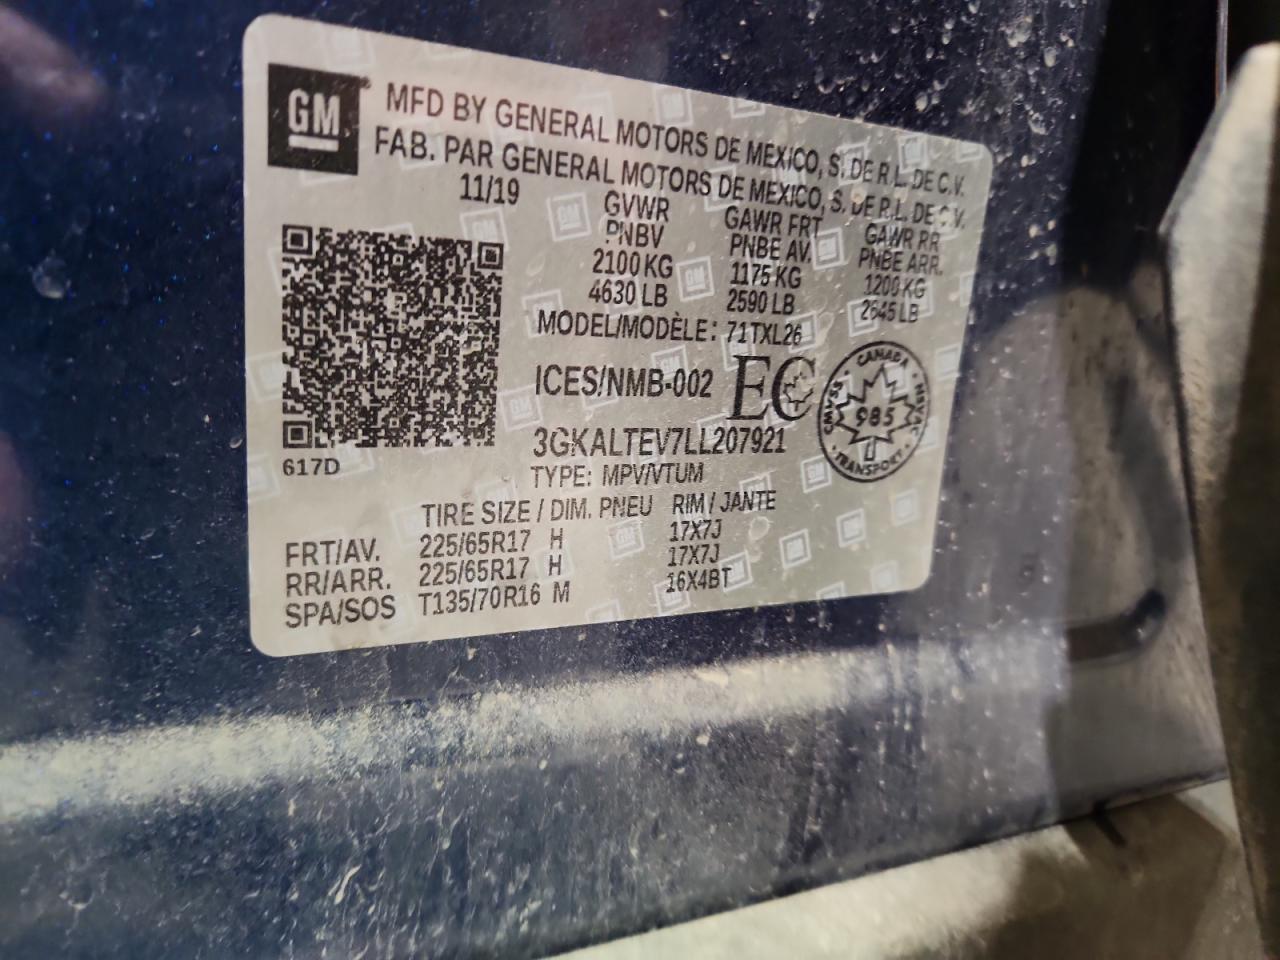 GM
MFD BY GENERAL MOTORS DE MEXICO, S. DE R.L. DE C.V.
FAB. PAR GENERAL MOTORS DE MEXICO, S. DE R.L. DE C.V.
11/19 GVWR GAWR FRT GAWR RR
PNBV PNBE AV. PNBE ARR.
2100 KG 1175 KG 1200 KG
4630 LB 2590 LB 2645 LB
MODEL/MODÈLE: 71TXL26
ICES/NMB-002 EC
CANADA
985
TRANSPORT
3GKALTEV7LL207921
617D
TYPE: MPV/VTUM
TIRE SIZE / DIM. PNEU RIM / JANTE
FRT/AV. 225/65R17 H 17X7J
RR/ARR. 225/65R17 H 17X7J
SPA/SOS T135/70R16 M 16X4BT